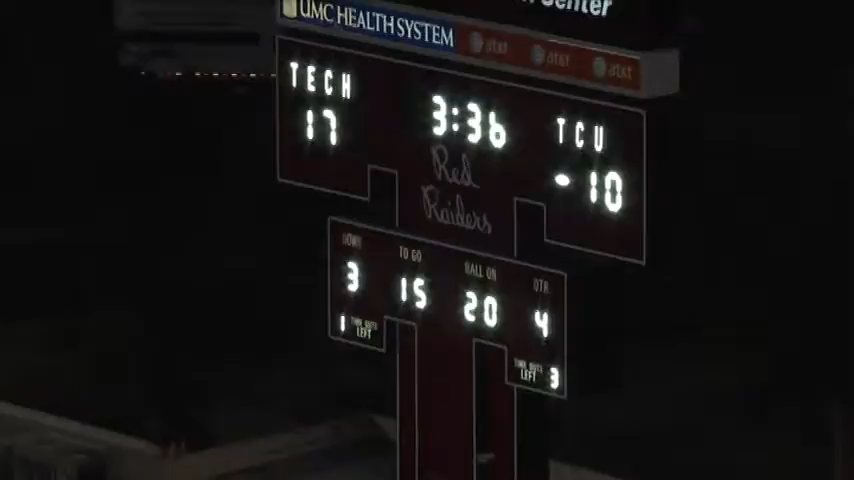 Center
UMC HEALTH SYSTEM
at&t at&t at&t
TECH
17
3:36
TCU
-10
Red
Raiders
DOWN
3
TO GO
15
BALL ON
20
QTR
4
1 TIME OUTS
LEFT
TIME OUTS
LEFT 3